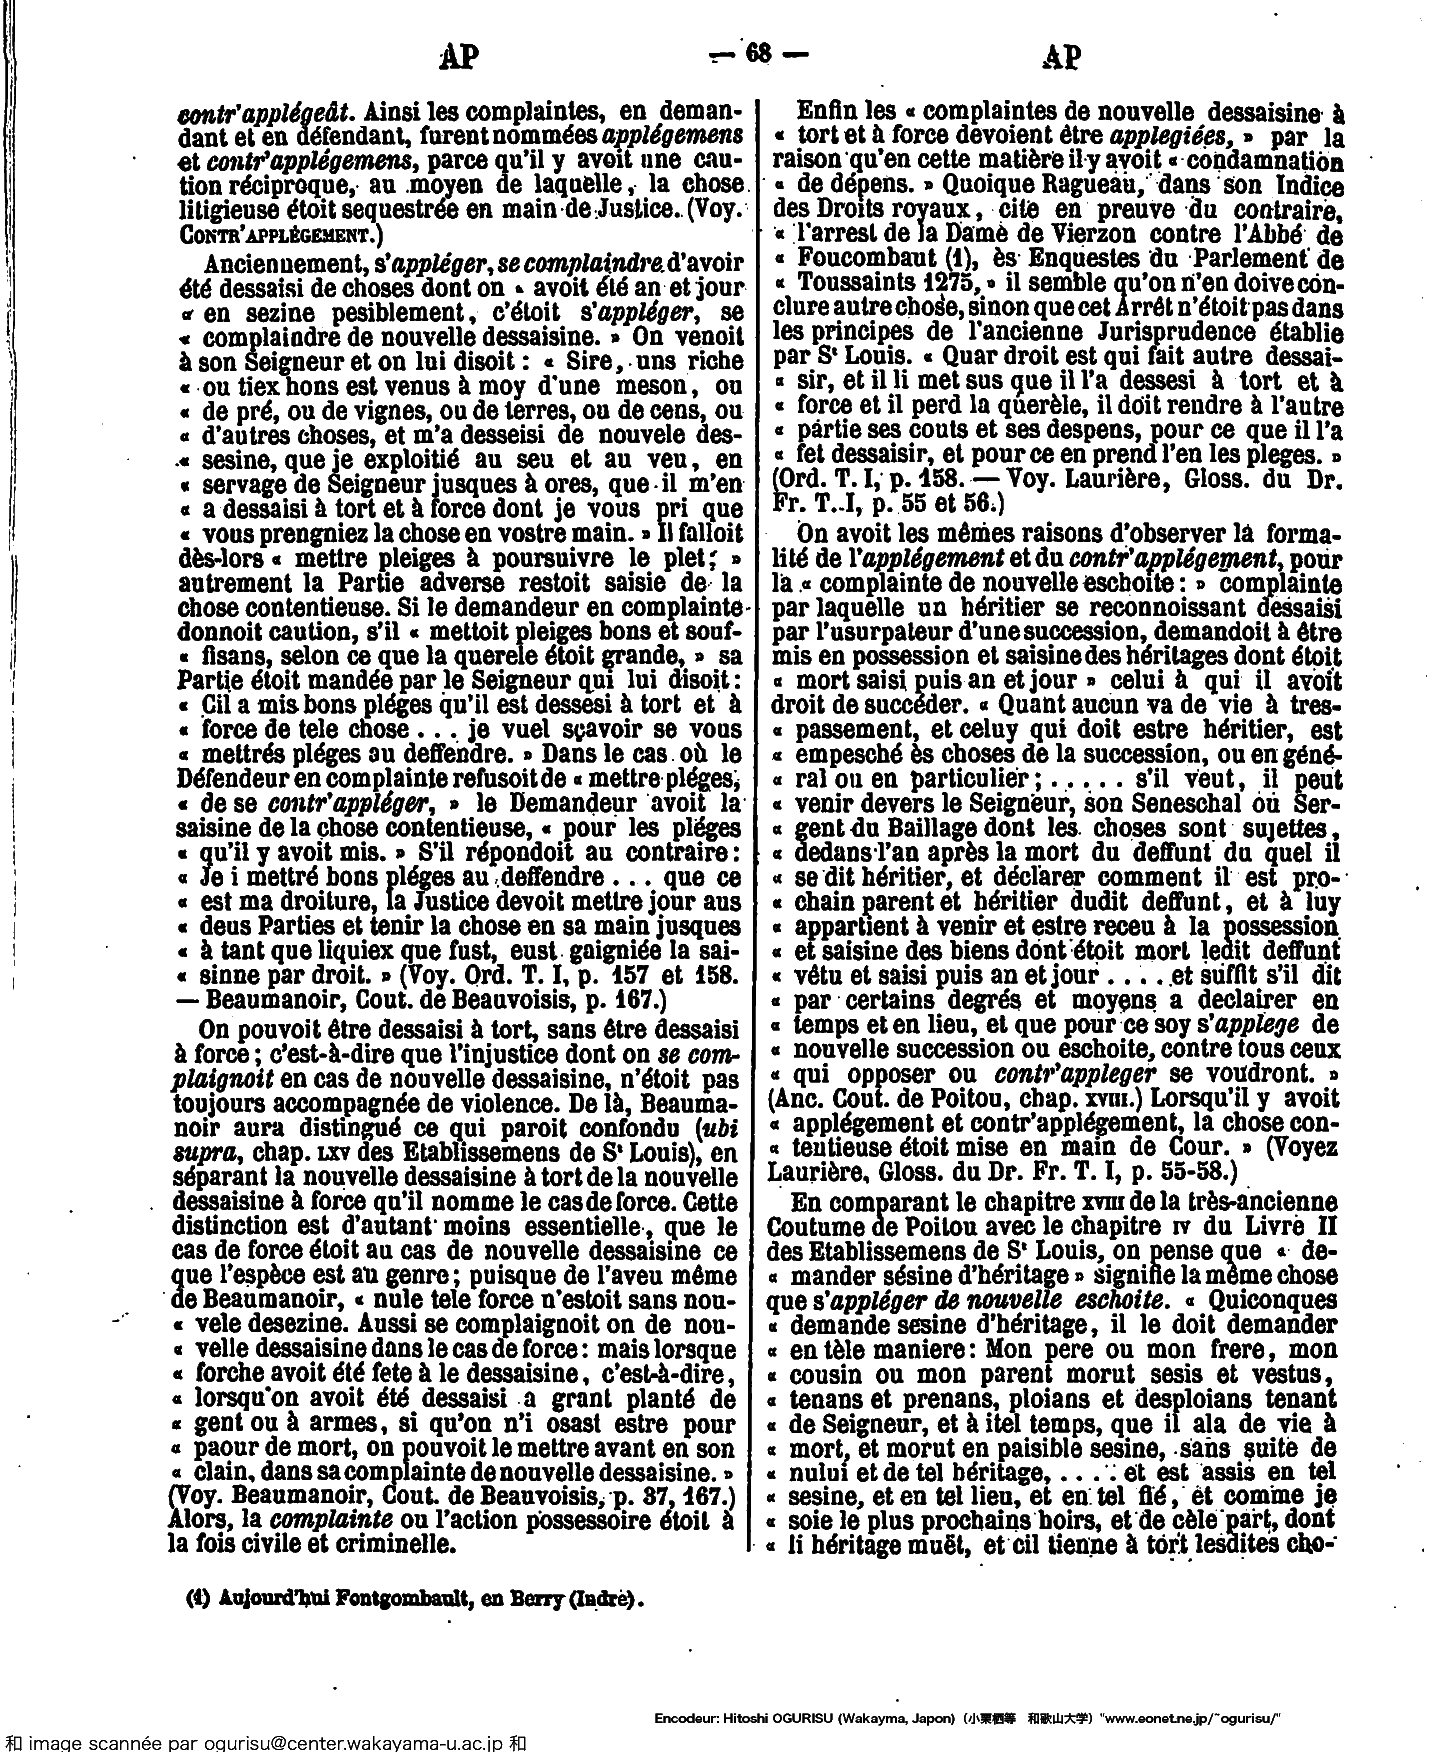 AP
— 68 —
AP
contr'applégeât. Ainsi les complaintes, en deman-
dant et en défendant, furent nommées applégemens
et contr'applégemens, parce qu'il y avoit une cau-
tion réciproque, au moyen de laquelle, la chose
litigieuse étoit sequestrée en main de Justice. (Voy.
CONTR'APPLÉGEMENT.)
Anciennement, s'appléger, se complaindre d'avoir
été dessaisi de choses dont on « avoit été an et jour
« en sezine pesiblement, c'étoit s'appléger, se
« complaindre de nouvelle dessaisine. » On venoit
à son Seigneur et on lui disoit : « Sire, uns riche
« ou tiex hons est venus à moy d'une meson, ou
« de pré, ou de vignes, ou de terres, ou de cens, ou
« d'autres choses, et m'a desseisi de nouvele des-
« sesine, que je exploitié au seu et au veu, en
« servage de Seigneur jusques à ores, que il m'en
« a dessaisi à tort et à force dont je vous pri que
« vous prengniez la chose en vostre main. » Il falloit
dès-lors « mettre pleiges à poursuivre le plet; »
autrement la Partie adverse restoit saisie de la
chose contentieuse. Si le demandeur en complainte
donnoit caution, s'il « mettoit pleiges bons et souf-
« fisans, selon ce que la querele étoit grande, » sa
Partie étoit mandée par le Seigneur qui lui disoit :
« Cil a mis bons pléges qu'il est dessesi à tort et à
« force de tele chose . . . je vuel sçavoir se vous
« mettrés pléges au deffendre. » Dans le cas où le
Défendeur en complainte refusoit de « mettre pléges,
« de se contr'appléger, » le Demandeur avoit la
saisine de la chose contentieuse, « pour les pléges
« qu'il y avoit mis. » S'il répondoit au contraire :
« Je i mettré bons pléges au deffendre . . . que ce
« est ma droiture, la Justice devoit mettre jour aus
« deus Parties et tenir la chose en sa main jusques
« à tant que liquiex que fust, eust gaigniée la sai-
« sinne par droit. » (Voy. Ord. T. I, p. 157 et 158.
— Beaumanoir, Cout. de Beauvoisis, p. 167.)
On pouvoit être dessaisi à tort, sans être dessaisi
à force ; c'est-à-dire que l'injustice dont on se com-
plaignoit en cas de nouvelle dessaisine, n'étoit pas
toujours accompagnée de violence. De là, Beauma-
noir aura distingué ce qui paroit confondu (ubi
supra, chap. LXV des Etablissemens de St Louis), en
séparant la nouvelle dessaisine à tort de la nouvelle
dessaisine à force qu'il nomme le cas de force. Cette
distinction est d'autant moins essentielle, que le
cas de force étoit au cas de nouvelle dessaisine ce
que l'espèce est au genre ; puisque de l'aveu même
de Beaumanoir, « nule tele force n'estoit sans nou-
« vele desezine. Aussi se complaignoit on de nou-
« velle dessaisine dans le cas de force : mais lorsque
« forche avoit été fete à le dessaisine, c'est-à-dire,
« lorsqu'on avoit été dessaisi a grant planté de
« gent ou à armes, si qu'on n'i osast estre pour
« paour de mort, on pouvoit le mettre avant en son
« clain, dans sa complainte de nouvelle dessaisine. »
(Voy. Beaumanoir, Cout. de Beauvoisis, p. 37, 167.)
Alors, la complainte ou l'action possessoire étoit à
la fois civile et criminelle.
Enfin les « complaintes de nouvelle dessaisine à
« tort et à force devoient être applegiées, » par la
raison qu'en cette matière il y avoit « condamnation
« de dépens. » Quoique Ragueau, dans son Indice
des Droits royaux, cite en preuve du contraire,
« l'arrest de la Dame de Vierzon contre l'Abbé de
« Foucombaut (1), ès Enquestes du Parlement de
« Toussaints 1275, » il semble qu'on n'en doive con-
clure autre chose, sinon que cet Arrêt n'étoit pas dans
les principes de l'ancienne Jurisprudence établie
par St Louis. « Quar droit est qui fait autre dessai-
« sir, et il li met sus que il l'a dessesi à tort et à
« force et il perd la querèle, il doit rendre à l'autre
« partie ses couts et ses despens, pour ce que il l'a
« fet dessaisir, et pour ce en prend l'en les pleges. »
(Ord. T. I, p. 158. — Voy. Laurière, Gloss. du Dr.
Fr. T. I, p. 55 et 56.)
On avoit les mêmes raisons d'observer la forma-
lité de l'applégement et du contr'applégement, pour
la « complainte de nouvelle eschoite : » complainte
par laquelle un héritier se reconnoissant dessaisi
par l'usurpateur d'une succession, demandoit à être
mis en possession et saisine des héritages dont étoit
« mort saisi puis an et jour » celui à qui il avoit
droit de succéder. « Quant aucun va de vie à tres-
« passement, et celuy qui doit estre héritier, est
« empesché ès choses de la succession, ou en géné-
« ral ou en particulier ; . . . . . s'il veut, il peut
« venir devers le Seigneur, son Seneschal ou Ser-
« gent du Baillage dont les choses sont sujettes,
« dedans l'an après la mort du deffunt du quel il
« se dit héritier, et déclarer comment il est pro-
« chain parent et héritier dudit deffunt, et à luy
« appartient à venir et estre receu à la possession
« et saisine des biens dont étoit mort ledit deffunt
« vêtu et saisi puis an et jour . . . . . et suffit s'il dit
« par certains degrés et moyens a declairer en
« temps et en lieu, et que pour ce soy s'applege de
« nouvelle succession ou eschoite, contre tous ceux
« qui opposer ou contr'appleger se voudront. »
(Anc. Cout. de Poitou, chap. XVIII.) Lorsqu'il y avoit
« applégement et contr'applégement, la chose con-
« tentieuse étoit mise en main de Cour. » (Voyez
Laurière, Gloss. du Dr. Fr. T. I, p. 55-58.)
En comparant le chapitre XVIII de la très-ancienne
Coutume de Poitou avec le chapitre IV du Livre II
des Etablissemens de St Louis, on pense que « de-
« mander sésine d'héritage » signifie la même chose
que s'appléger de nouvelle eschoite. « Quiconques
« demande sesine d'héritage, il le doit demander
« en tèle maniere : Mon pere ou mon frere, mon
« cousin ou mon parent morut sesis et vestus,
« tenans et prenans, ploians et desploians tenant
« de Seigneur, et à itel temps, que il ala de vie à
« mort, et morut en paisible sesine, sans suite de
« nului et de tel héritage, . . . . et est assis en tel
« sesine, et en tel lieu, et en tel fié, et comme je
« soie le plus prochains hoirs, et de cèle part, dont
« li héritage muët, et cil tienne à tort lesdites cho-
(1) Aujourd'hui Fontgombault, en Berry (Indre).
Encodeur: Hitoshi OGURISU (Wakayma, Japon) (小栗栖等 和歌山大学) "www.eonet.ne.jp/~ogurisu/"
和 image scannée par ogurisu@center.wakayama-u.ac.jp 和